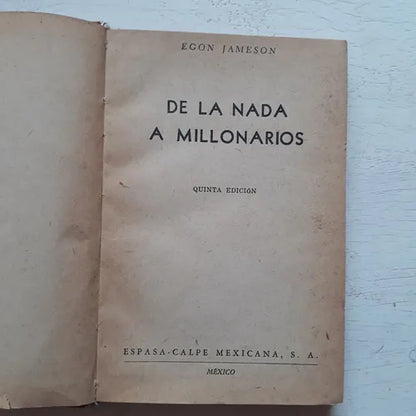 EGON JAMESON
DE LA NADA
A MILLONARIOS
QUINTA EDICIÓN
ESPASA-CALPE MEXICANA, S. A.
MÉXICO